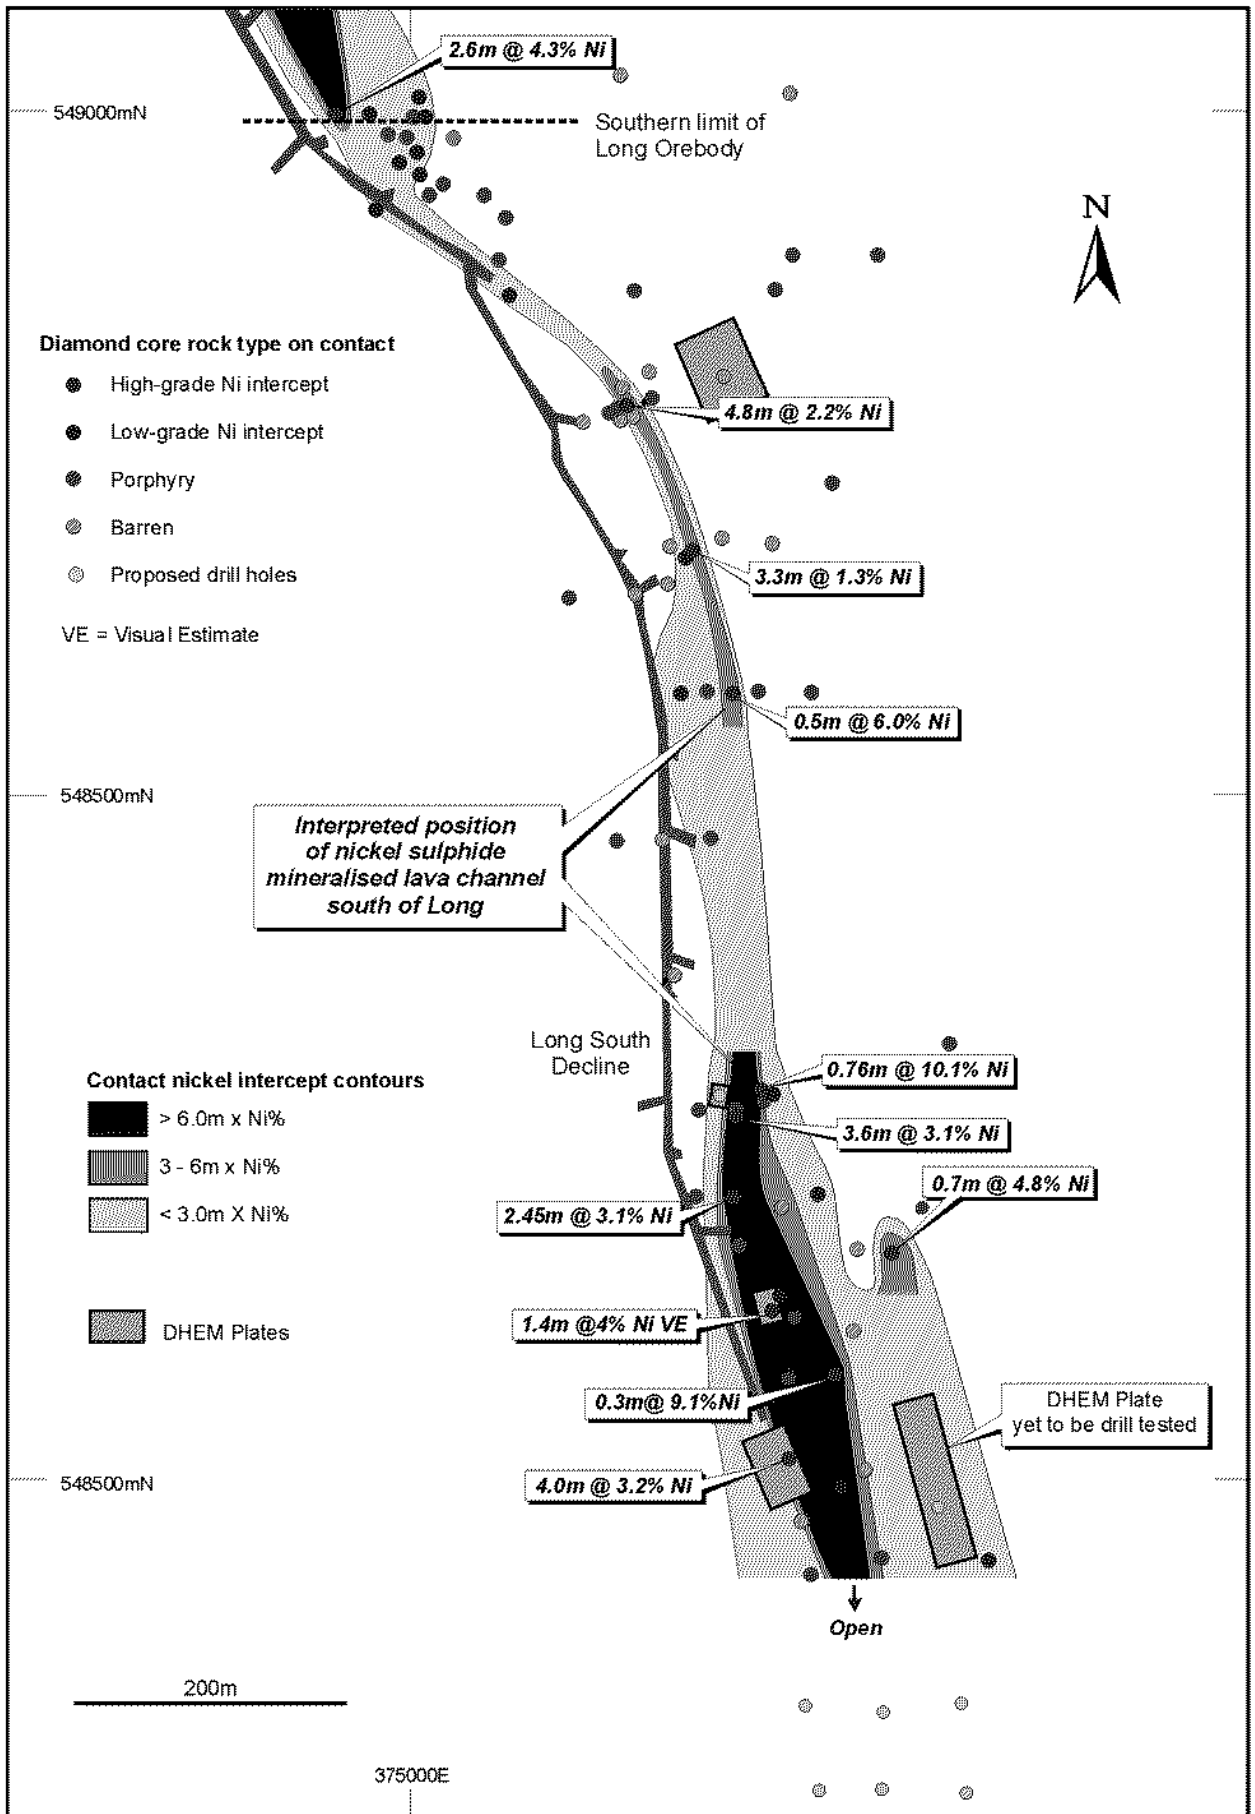 2.6m @ 4.3% Ni
549000mN
Southern limit of
Long Orebody
N
Diamond core rock type on contact
High-grade Ni intercept
Low-grade Ni intercept
Porphyry
Barren
Proposed drill holes
VE = Visual Estimate
4.8m @ 2.2% Ni
3.3m @ 1.3% Ni
0.5m @ 6.0% Ni
548500mN
Interpreted position
of nickel sulphide
mineralised lava channel
south of Long
Long South
Decline
Contact nickel intercept contours
> 6.0m x Ni%
3 - 6m x Ni%
< 3.0m X Ni%
DHEM Plates
0.76m @ 10.1% Ni
3.6m @ 3.1% Ni
0.7m @ 4.8% Ni
2.45m @ 3.1% Ni
1.4m @4% Ni VE
0.3m@ 9.1%Ni
DHEM Plate
yet to be drill tested
4.0m @ 3.2% Ni
548500mN
Open
200m
375000E